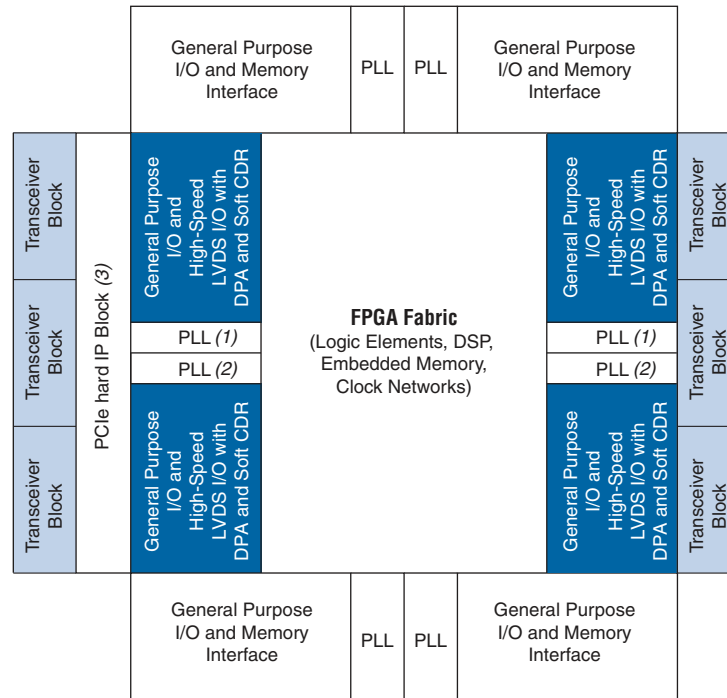 General Purpose
I/O and Memory
Interface
PLL
PLL
General Purpose
I/O and Memory
Interface
Transceiver
Block
Transceiver
Block
Transceiver
Block
PCIe hard IP Block (3)
General Purpose
I/O and
High-Speed
LVDS I/O with
DPA and Soft CDR
PLL (1)
PLL (2)
General Purpose
I/O and
High-Speed
LVDS I/O with
DPA and Soft CDR
FPGA Fabric
(Logic Elements, DSP,
Embedded Memory,
Clock Networks)
General Purpose
I/O and
High-Speed
LVDS I/O with
DPA and Soft CDR
PLL (1)
PLL (2)
General Purpose
I/O and
High-Speed
LVDS I/O with
DPA and Soft CDR
Transceiver
Block
Transceiver
Block
Transceiver
Block
General Purpose
I/O and Memory
Interface
PLL
PLL
General Purpose
I/O and Memory
Interface